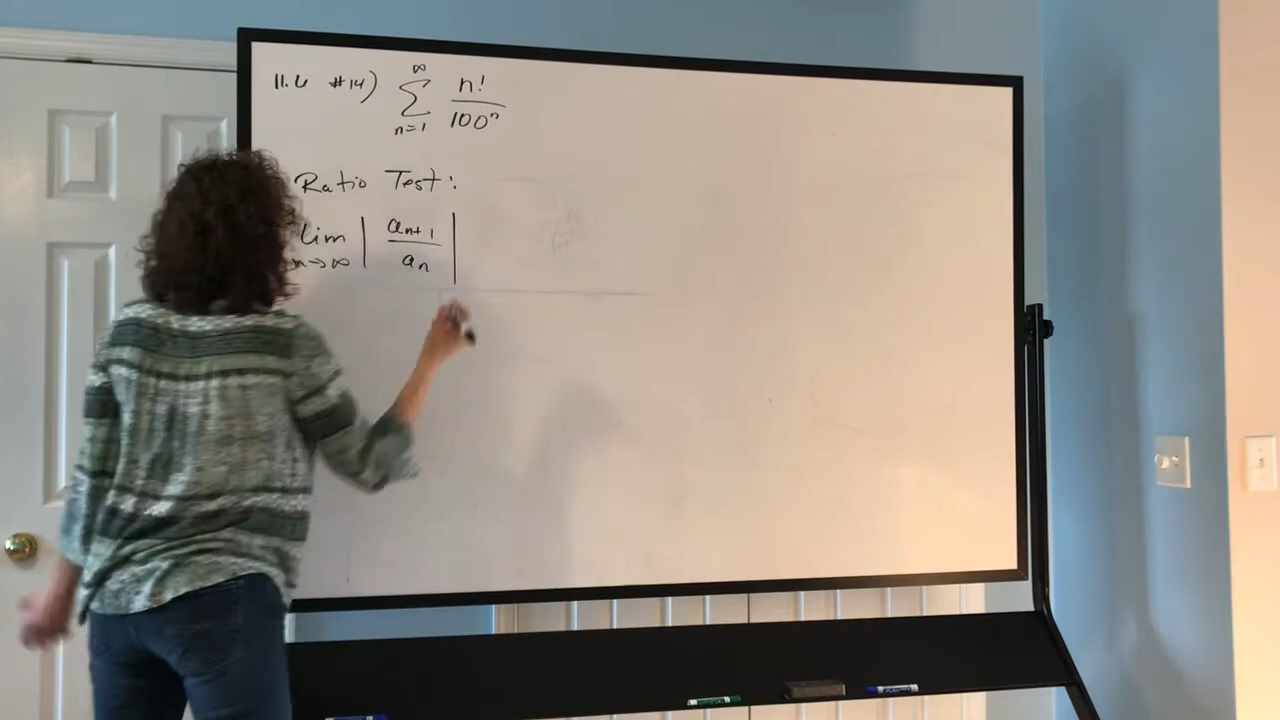 11.6 #14) ∞ ∑ n=1 n! / 100ⁿ
Ratio Test:
lim n→∞ | aₙ₊₁ / aₙ |